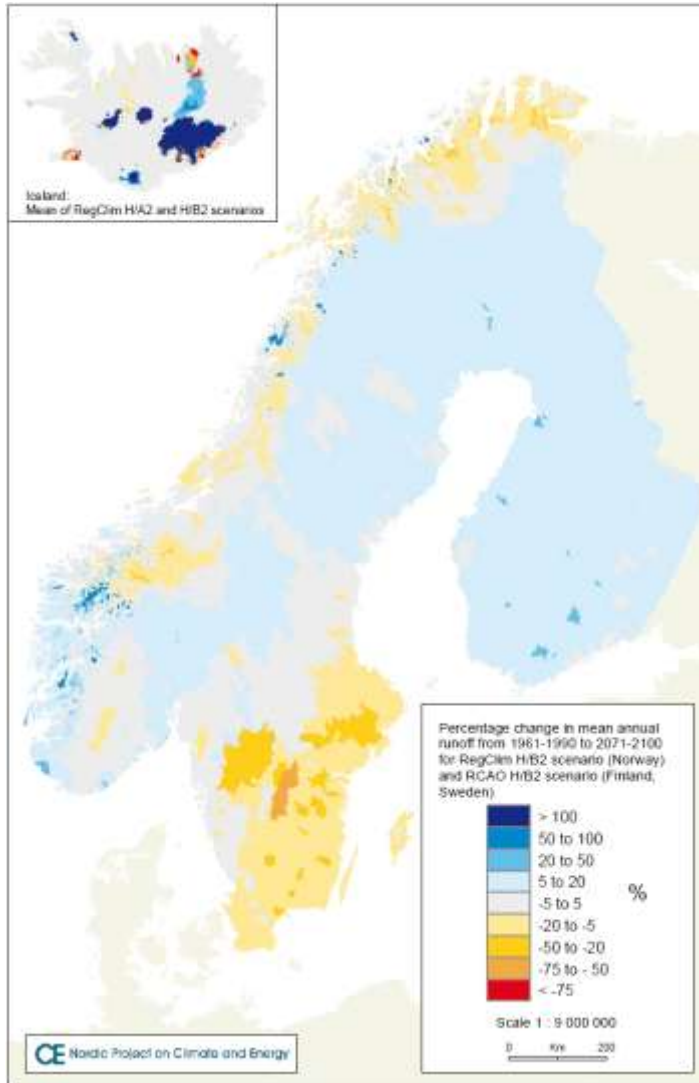 Iceland:
Mean of RegClim H/A2 and H/B2 scenarios
Percentage change in mean annual
runoff from 1961-1990 to 2071-2100
for RegClim H/B2 scenario (Norway)
and RCAO H/B2 scenario (Finland,
Sweden)
> 100
50 to 100
20 to 50
5 to 20
-5 to 5
-20 to -5
-50 to -20
-75 to - 50
< -75
%
Scale 1 : 9 000 000
0 Km 200
CE Nordic Project on Climate and Energy